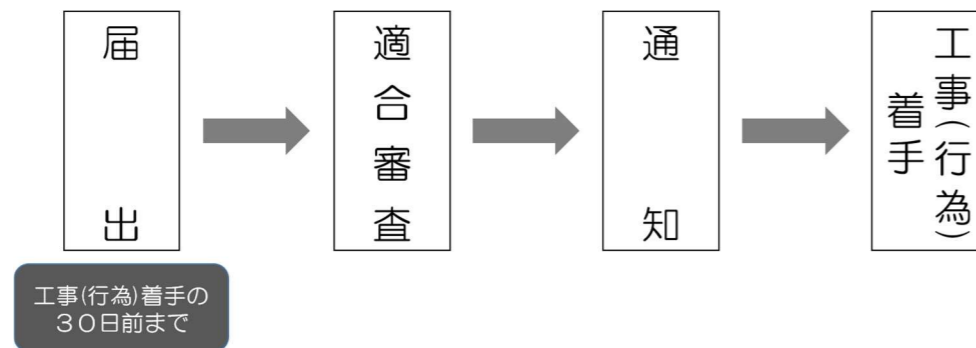 届出
適合審査
通知
工事(行為)
着手
工事(行為)着手の
３０日前まで